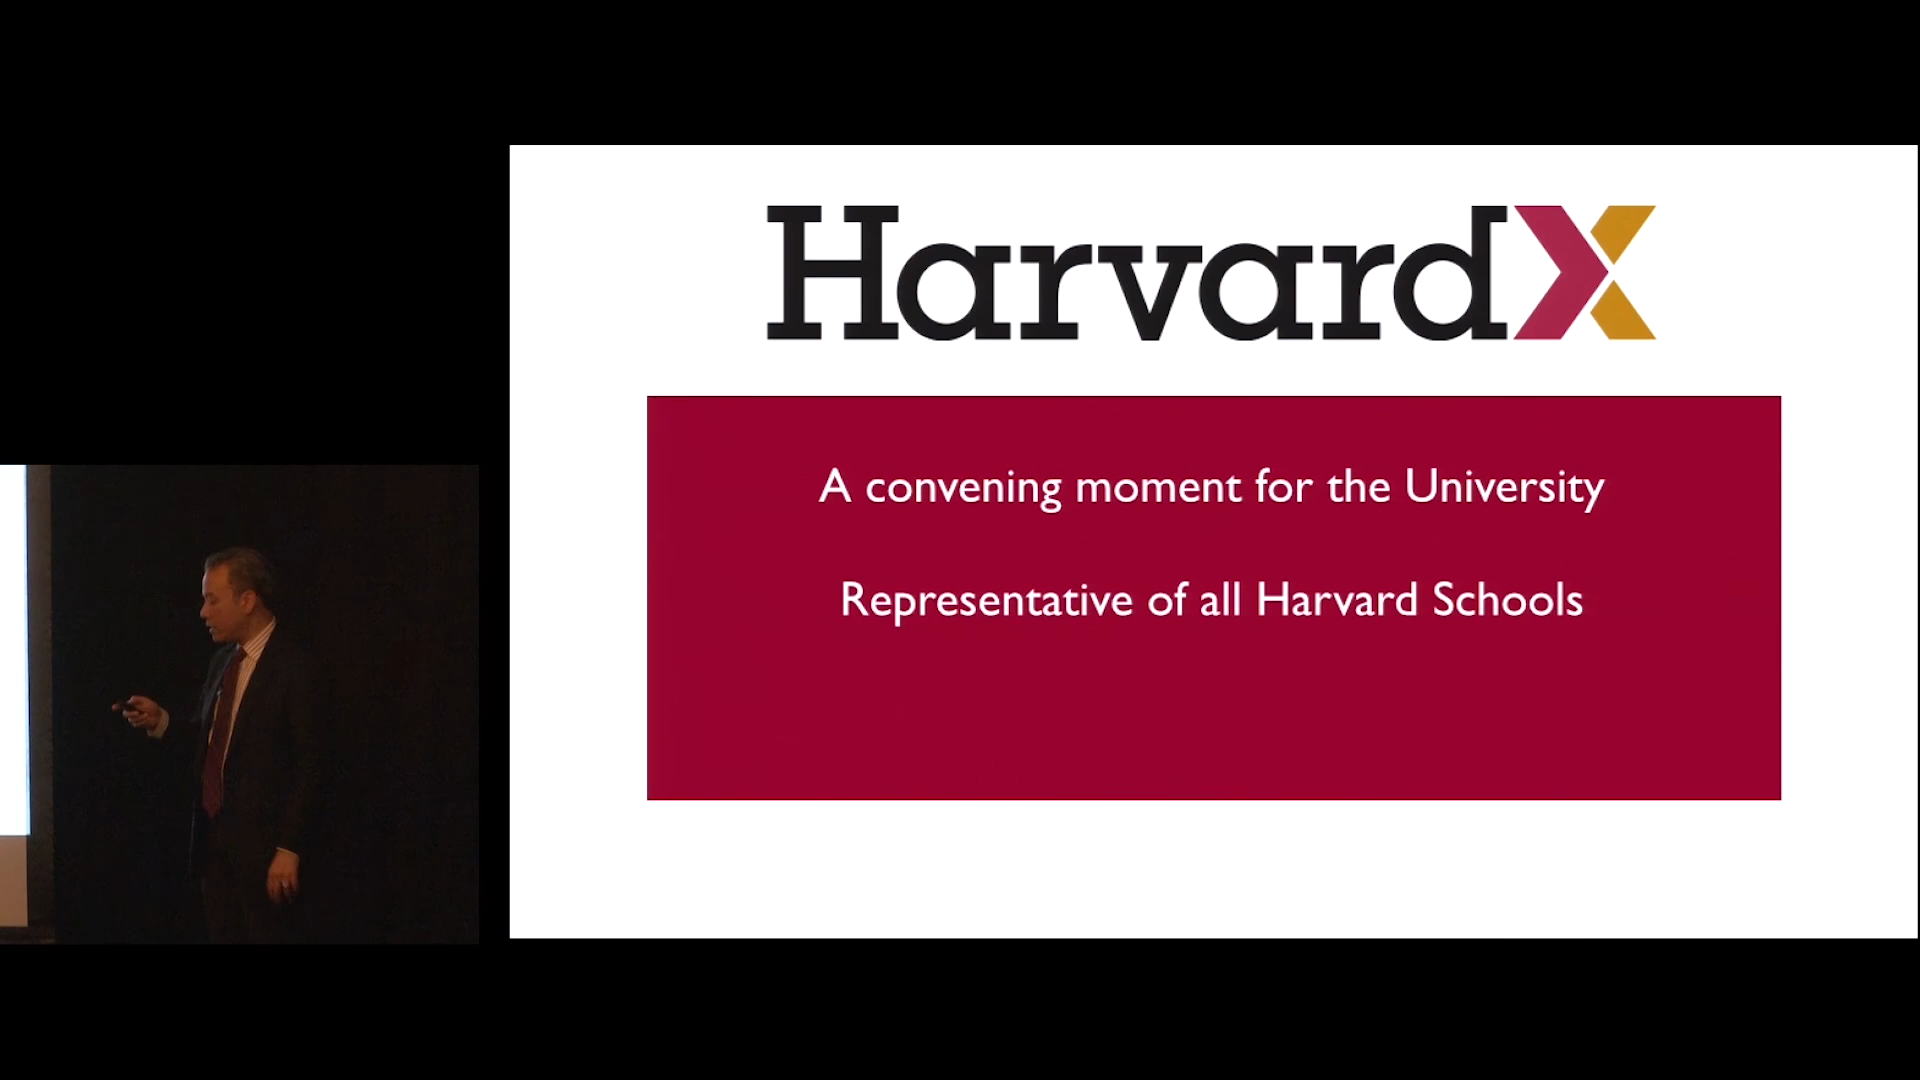 HarvardX
A convening moment for the University
Representative of all Harvard Schools